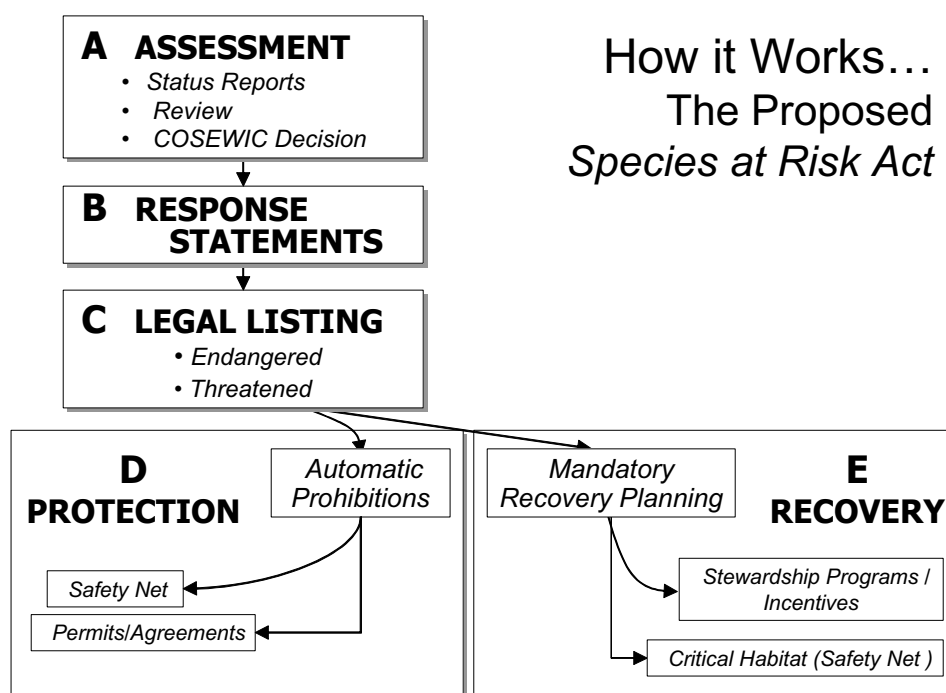 How it Works…
The Proposed
Species at Risk Act
A ASSESSMENT
• Status Reports
• Review
• COSEWIC Decision
B RESPONSE
STATEMENTS
C LEGAL LISTING
• Endangered
• Threatened
D
PROTECTION
Automatic
Prohibitions
Safety Net
Permits/Agreements
Mandatory
Recovery Planning
E
RECOVERY
Stewardship Programs /
Incentives
Critical Habitat (Safety Net )